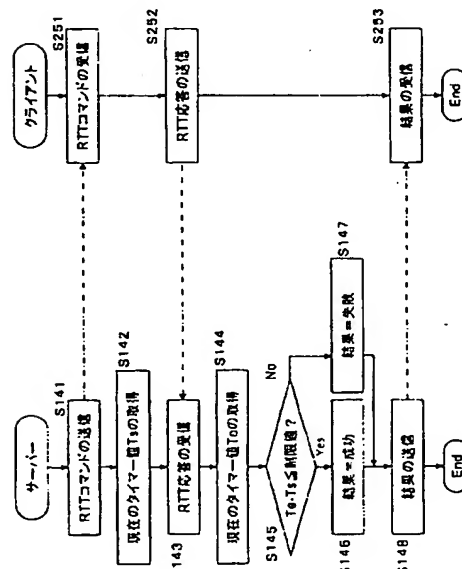 サーバー
S141
RTTコマンドの送信
S142
現在のタイマー値Tsの取得
143
RTT応答の受信
S144
現在のタイマー値Toの取得
S145
To-Ts≦制限値?
No
Yes
S146
結果=成功
S147
結果=失敗
S148
結果の送信
End
クライアント
S251
RTTコマンドの受信
S252
RTT応答の送信
S253
結果の受信
End